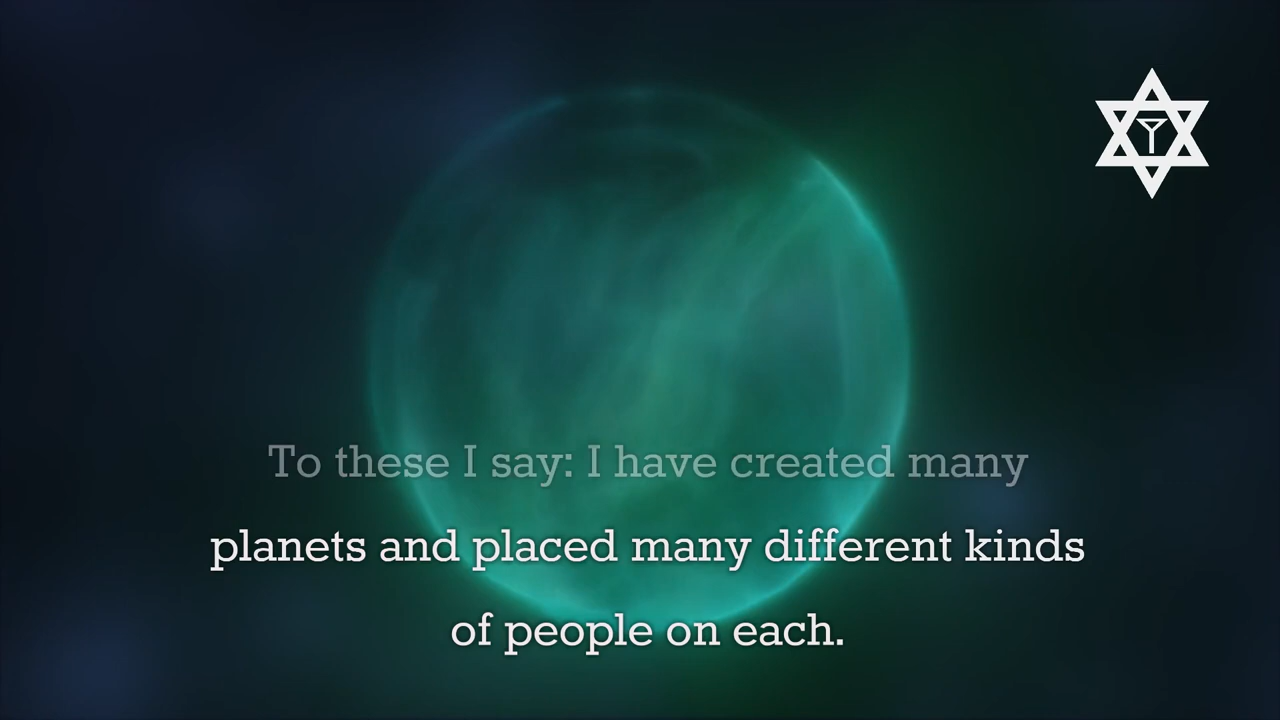 To these I say: I have created many
planets and placed many different kinds
of people on each.